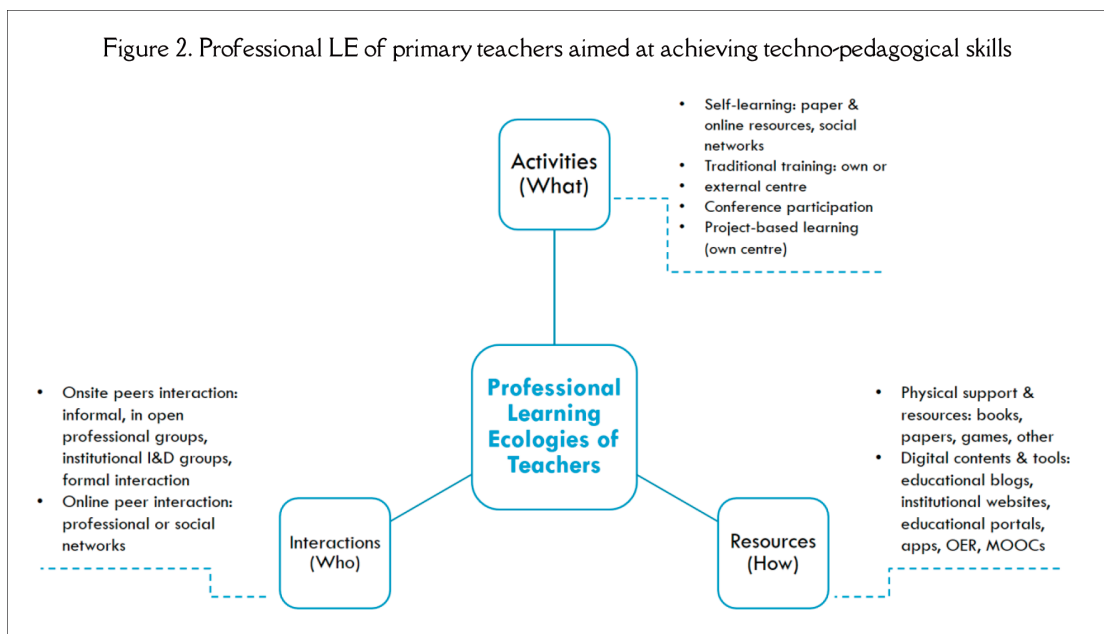 Figure 2. Professional LE of primary teachers aimed at achieving techno-pedagogical skills
Activities
(What)
• Self-learning: paper &
online resources, social
networks
• Traditional training: own or
• external centre
• Conference participation
• Project-based learning
(own centre)
Professional
Learning
Ecologies of
Teachers
• Onsite peers interaction:
informal, in open
professional groups,
institutional I&D groups,
formal interaction
• Online peer interaction:
professional or social
networks
Interactions
(Who)
Resources
(How)
• Physical support &
resources: books,
papers, games, other
• Digital contents & tools:
educational blogs,
institutional websites,
educational portals,
apps, OER, MOOCs